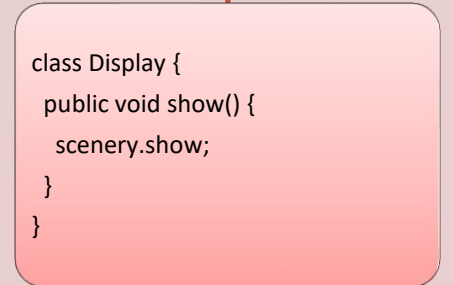 class Display {
public void show() {
scenery.show;
}
}